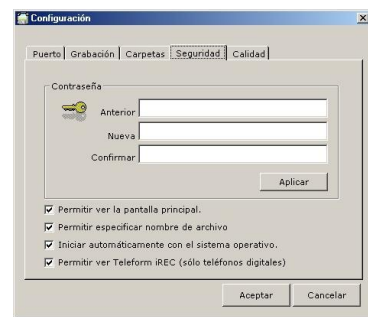 Configuración
Puerto Grabación Carpetas Seguridad Calidad
Contraseña
Anterior
Nueva
Confirmar
Aplicar
Permitir ver la pantalla principal.
Permitir especificar nombre de archivo
Iniciar automáticamente con el sistema operativo.
Permitir ver Teleform iREC (sólo teléfonos digitales)
Aceptar Cancelar